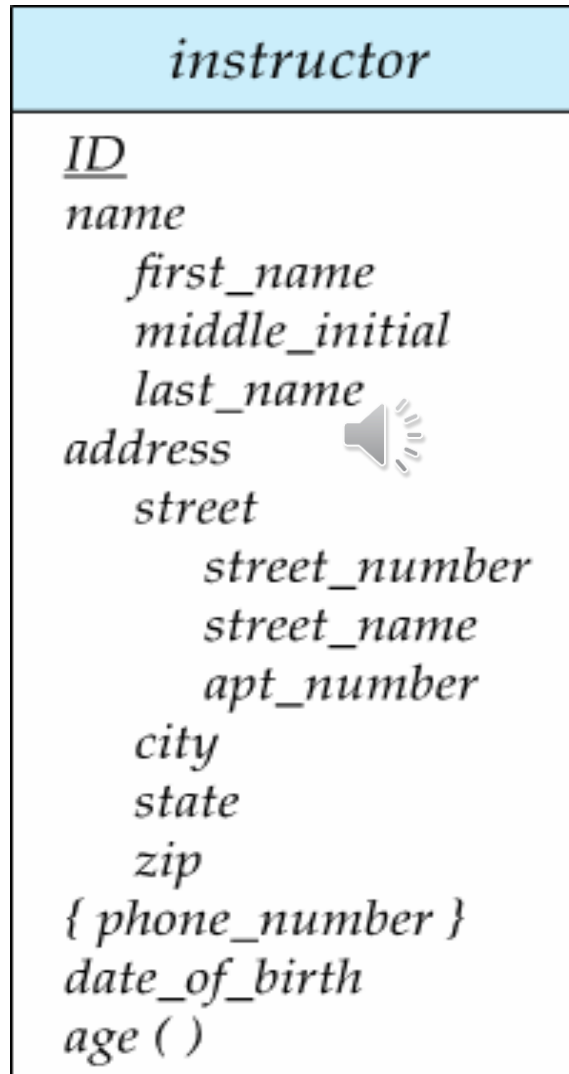 instructor
ID
name
first_name
middle_initial
last_name
address
street
street_number
street_name
apt_number
city
state
zip
{ phone_number }
date_of_birth
age ( )